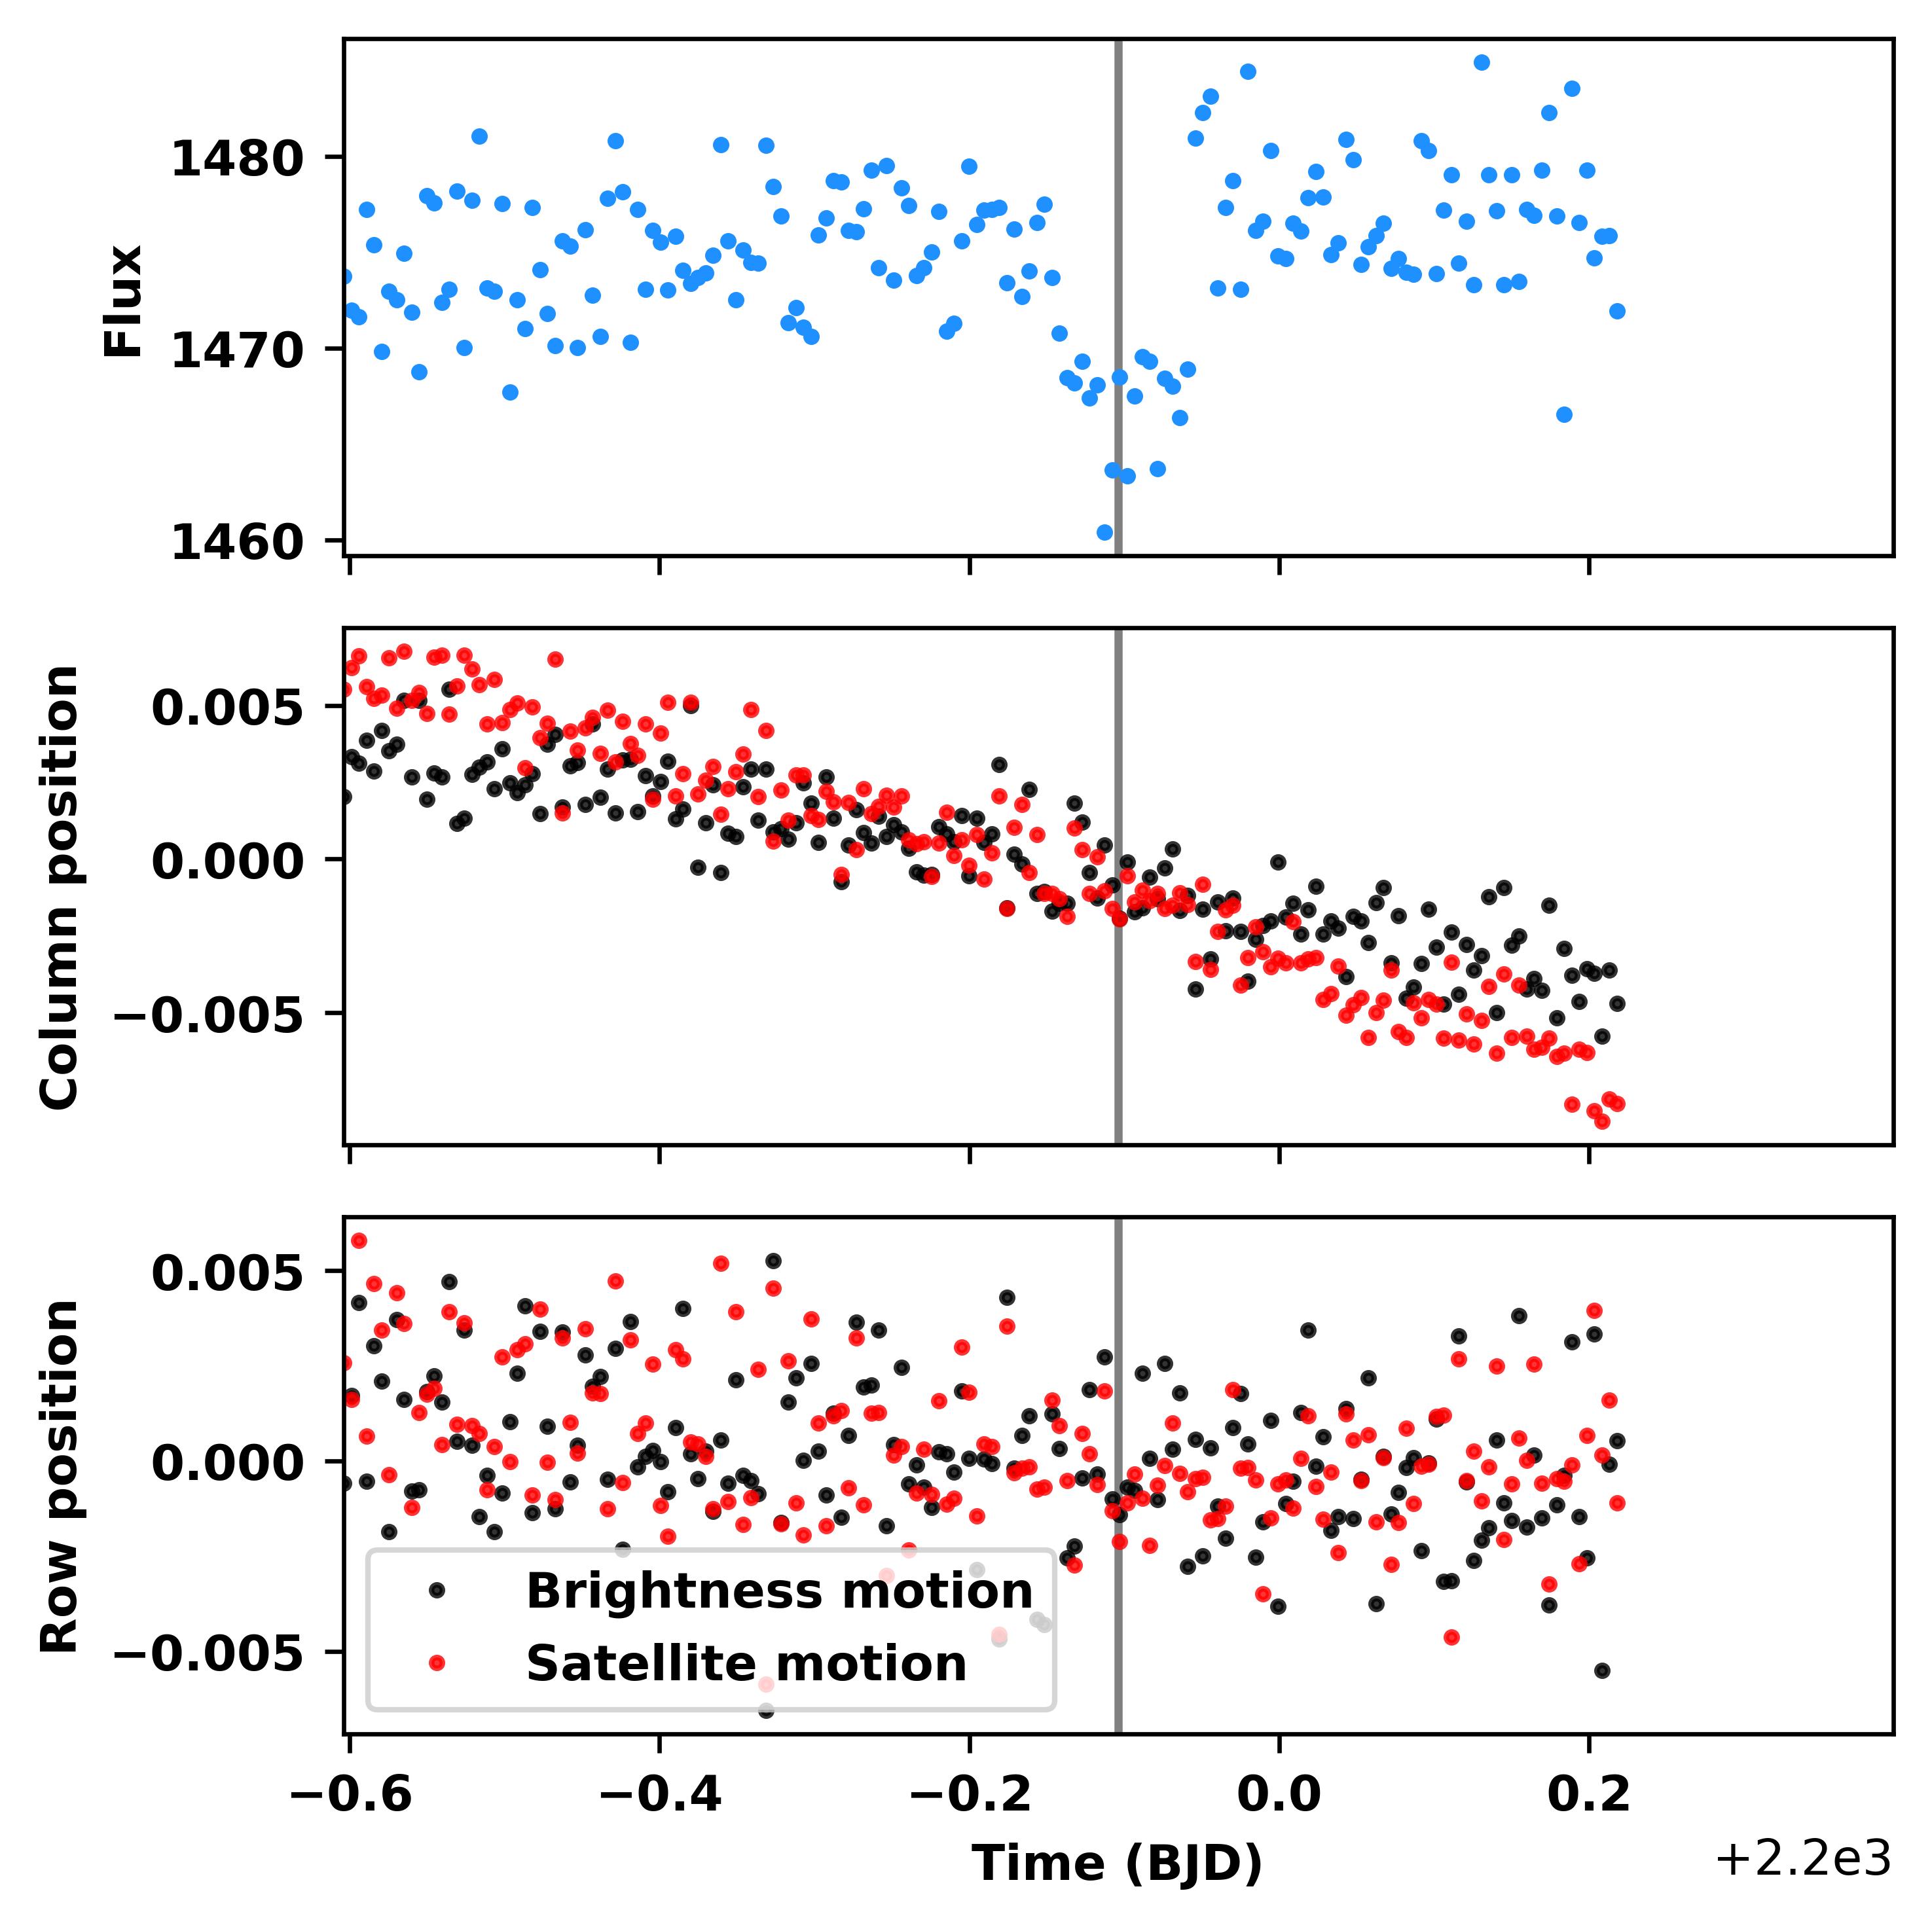 Flux
1480
1470
1460
Column position
0.005
0.000
−0.005
Row position
0.005
0.000
−0.005
Brightness motion
Satellite motion
−0.6 −0.4 −0.2 0.0 0.2
Time (BJD)
+2.2e3